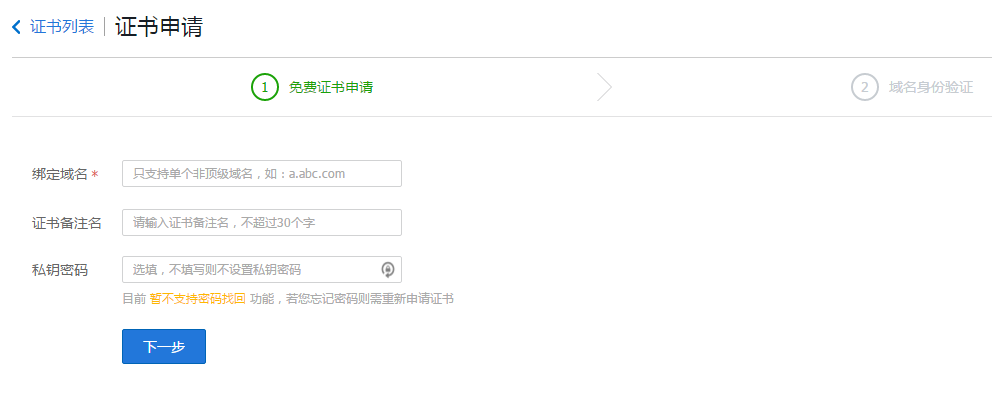 证书列表 证书申请
1 免费证书申请 2 域名身份验证
绑定域名 * 只支持单个非顶级域名，如：a.abc.com
证书备注名 请输入证书备注名，不超过30个字
私钥密码 选填，不填写则不设置私钥密码
目前 暂不支持密码找回 功能，若您忘记密码则需重新申请证书
下一步